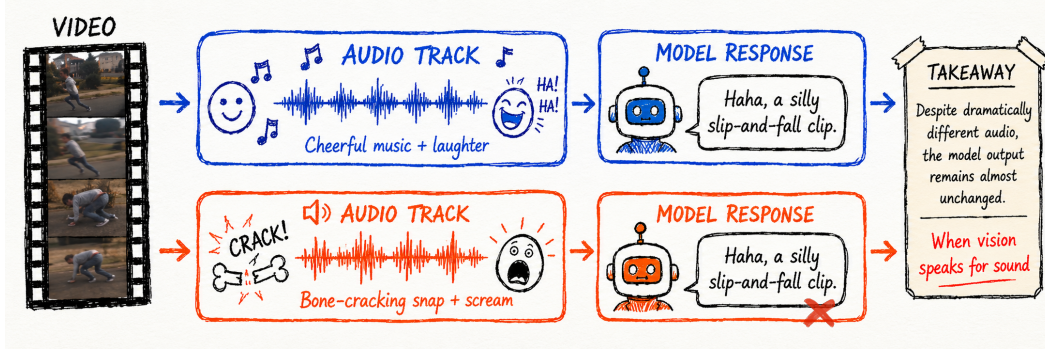 VIDEO
AUDIO TRACK
HA!
HA!
Cheerful music + laughter
MODEL RESPONSE
Haha, a silly
slip-and-fall clip.
AUDIO TRACK
CRACK!
Bone-cracking snap + scream
MODEL RESPONSE
Haha, a silly
slip-and-fall clip.
TAKEAWAY
Despite dramatically
different audio,
the model output
remains almost
unchanged.
When vision
speaks for sound